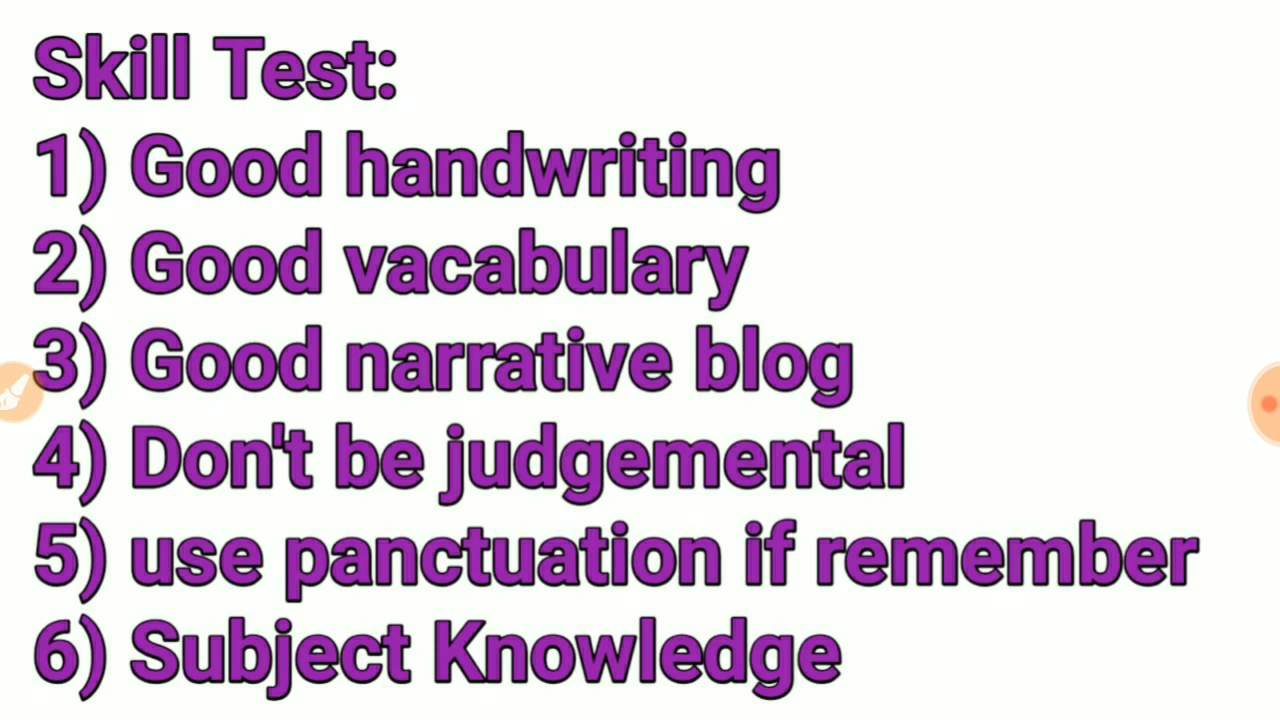 Skill Test:
1) Good handwriting
2) Good vacabulary
3) Good narrative blog
4) Don't be judgemental
5) use panctuation if remember
6) Subject Knowledge